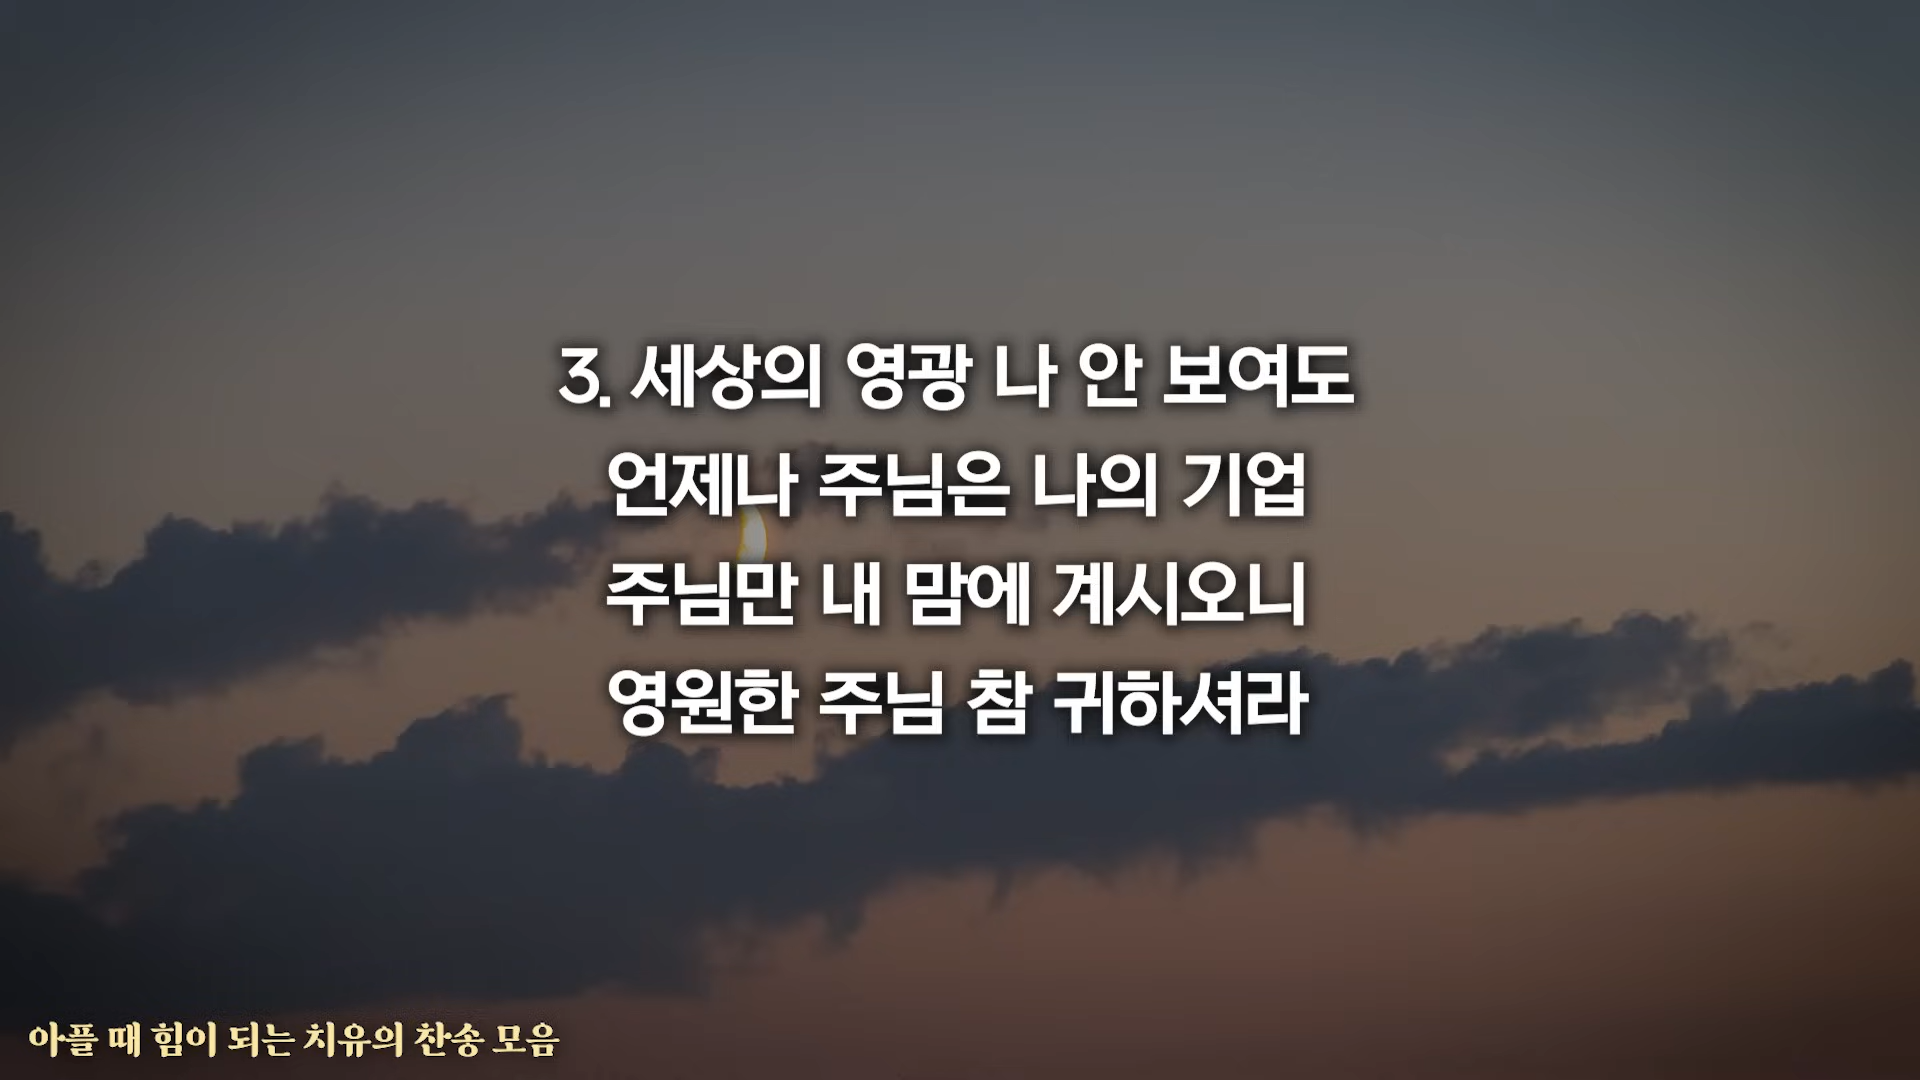 3. 세상의 영광 나 안 보여도
언제나 주님은 나의 기업
주님만 내 맘에 계시오니
영원한 주님 참 귀하셔라
아플 때 힘이 되는 치유의 찬송 모음